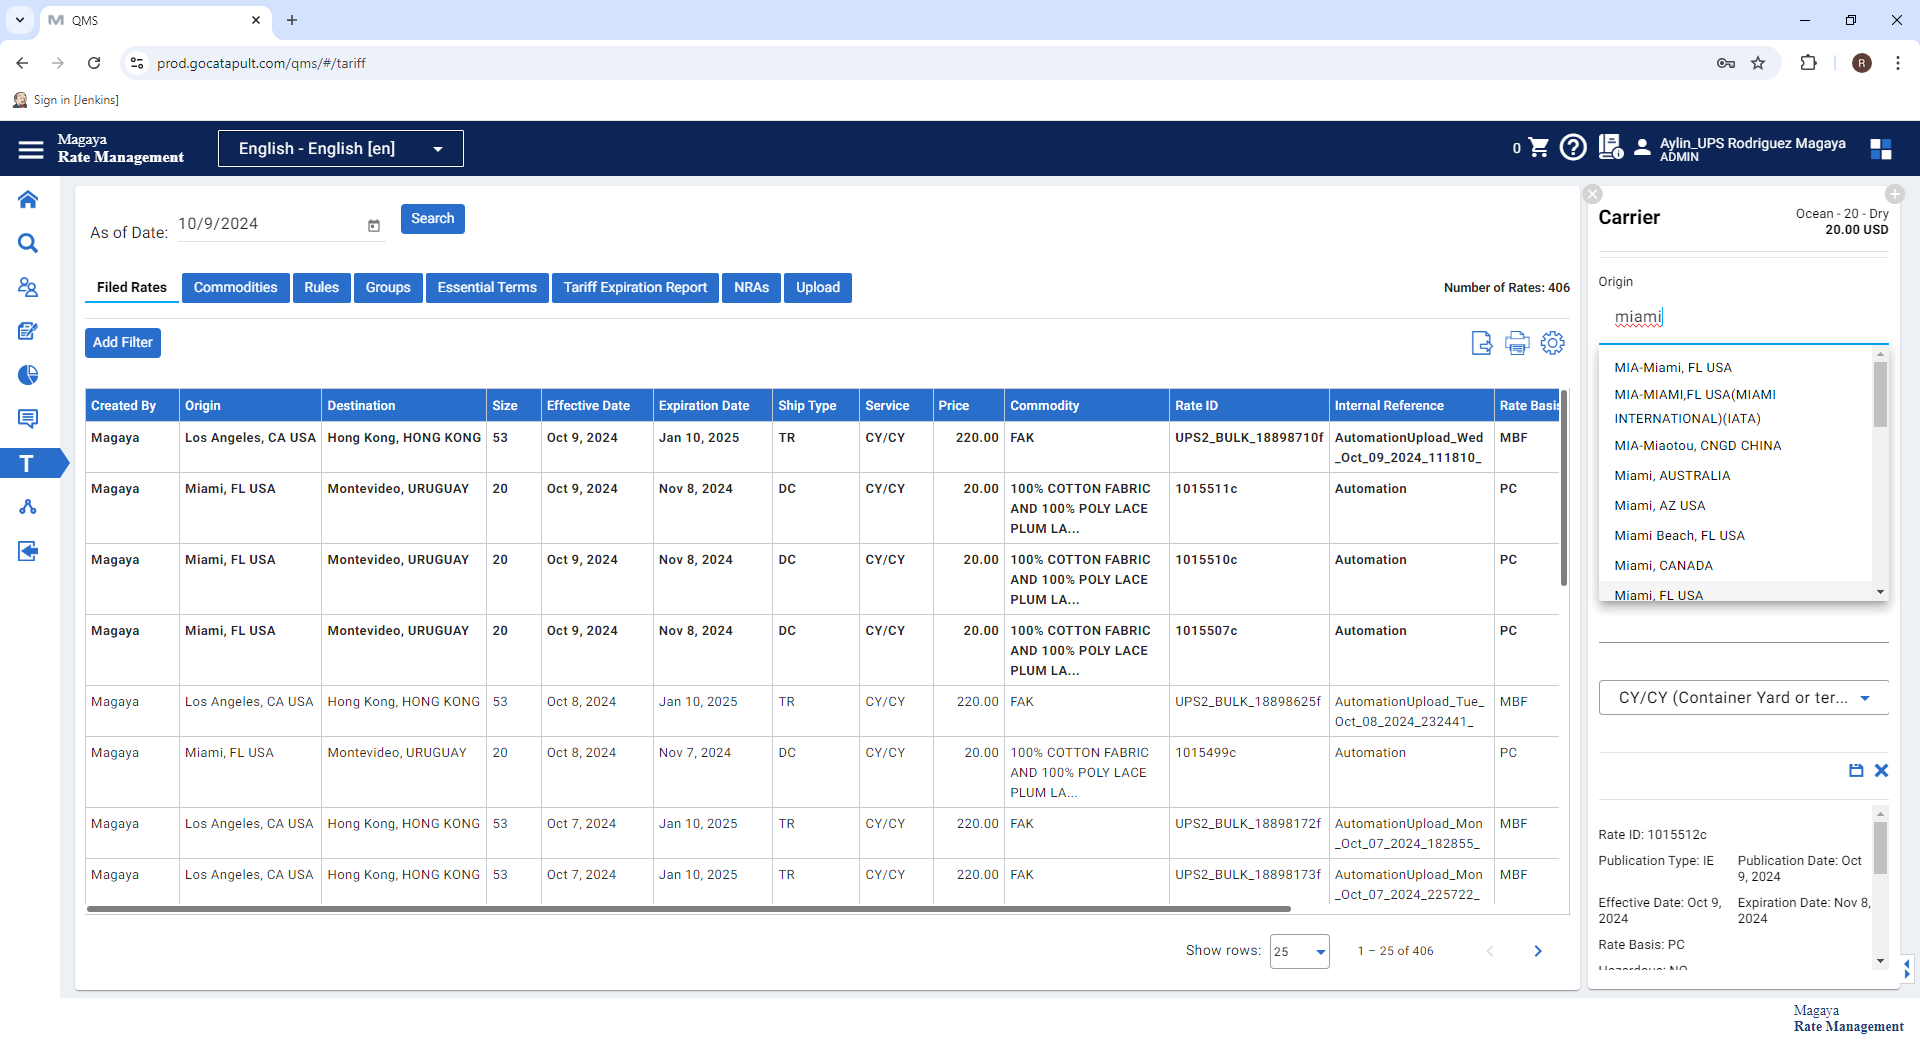 QMS
prod.gocatapult.com/qms/#/tariff
R
Sign in [Jenkins]
Magaya
Rate Management
English - English [en]
0
Aylin_UPS Rodriguez Magaya
ADMIN
As of Date:
10/9/2024
Search
Filed Rates
Commodities
Rules
Groups
Essential Terms
Tariff Expiration Report
NRAs
Upload
Number of Rates: 406
Add Filter
Created By Origin Destination Size Effective Date Expiration Date Ship Type Service Price Commodity Rate ID Internal Reference Rate Basis
Magaya Los Angeles, CA USA Hong Kong, HONG KONG 53 Oct 9, 2024 Jan 10, 2025 TR CY/CY 220.00 FAK UPS2_BULK_18898710f AutomationUpload_Wed MBF
_Oct_09_2024_111810_
Magaya Miami, FL USA Montevideo, URUGUAY 20 Oct 9, 2024 Nov 8, 2024 DC CY/CY 20.00 100% COTTON FABRIC 1015511c Automation PC
AND 100% POLY LACE
PLUM LA...
Magaya Miami, FL USA Montevideo, URUGUAY 20 Oct 9, 2024 Nov 8, 2024 DC CY/CY 20.00 100% COTTON FABRIC 1015510c Automation PC
AND 100% POLY LACE
PLUM LA...
Magaya Miami, FL USA Montevideo, URUGUAY 20 Oct 9, 2024 Nov 8, 2024 DC CY/CY 20.00 100% COTTON FABRIC 1015507c Automation PC
AND 100% POLY LACE
PLUM LA...
Magaya Los Angeles, CA USA Hong Kong, HONG KONG 53 Oct 8, 2024 Jan 10, 2025 TR CY/CY 220.00 FAK UPS2_BULK_18898625f AutomationUpload_Tue_ MBF
Oct_08_2024_232441_
Magaya Miami, FL USA Montevideo, URUGUAY 20 Oct 8, 2024 Nov 7, 2024 DC CY/CY 20.00 100% COTTON FABRIC 1015499c Automation PC
AND 100% POLY LACE
PLUM LA...
Magaya Los Angeles, CA USA Hong Kong, HONG KONG 53 Oct 7, 2024 Jan 10, 2025 TR CY/CY 220.00 FAK UPS2_BULK_18898172f AutomationUpload_Mon MBF
_Oct_07_2024_182855_
Magaya Los Angeles, CA USA Hong Kong, HONG KONG 53 Oct 7, 2024 Jan 10, 2025 TR CY/CY 220.00 FAK UPS2_BULK_18898173f AutomationUpload_Mon MBF
_Oct_07_2024_225722_
Show rows: 25 1 – 25 of 406
T
Carrier
Ocean - 20 - Dry
20.00 USD
Origin
miami
MIA-Miami, FL USA
MIA-MIAMI,FL USA(MIAMI
INTERNATIONAL)(IATA)
MIA-Miaotou, CNGD CHINA
Miami, AUSTRALIA
Miami, AZ USA
Miami Beach, FL USA
Miami, CANADA
Miami, FL USA
CY/CY (Container Yard or ter...
Rate ID: 1015512c
Publication Type: IE
Publication Date: Oct
9, 2024
Effective Date: Oct 9,
2024
Expiration Date: Nov 8,
2024
Rate Basis: PC
Hazardous: NO
Magaya
Rate Management